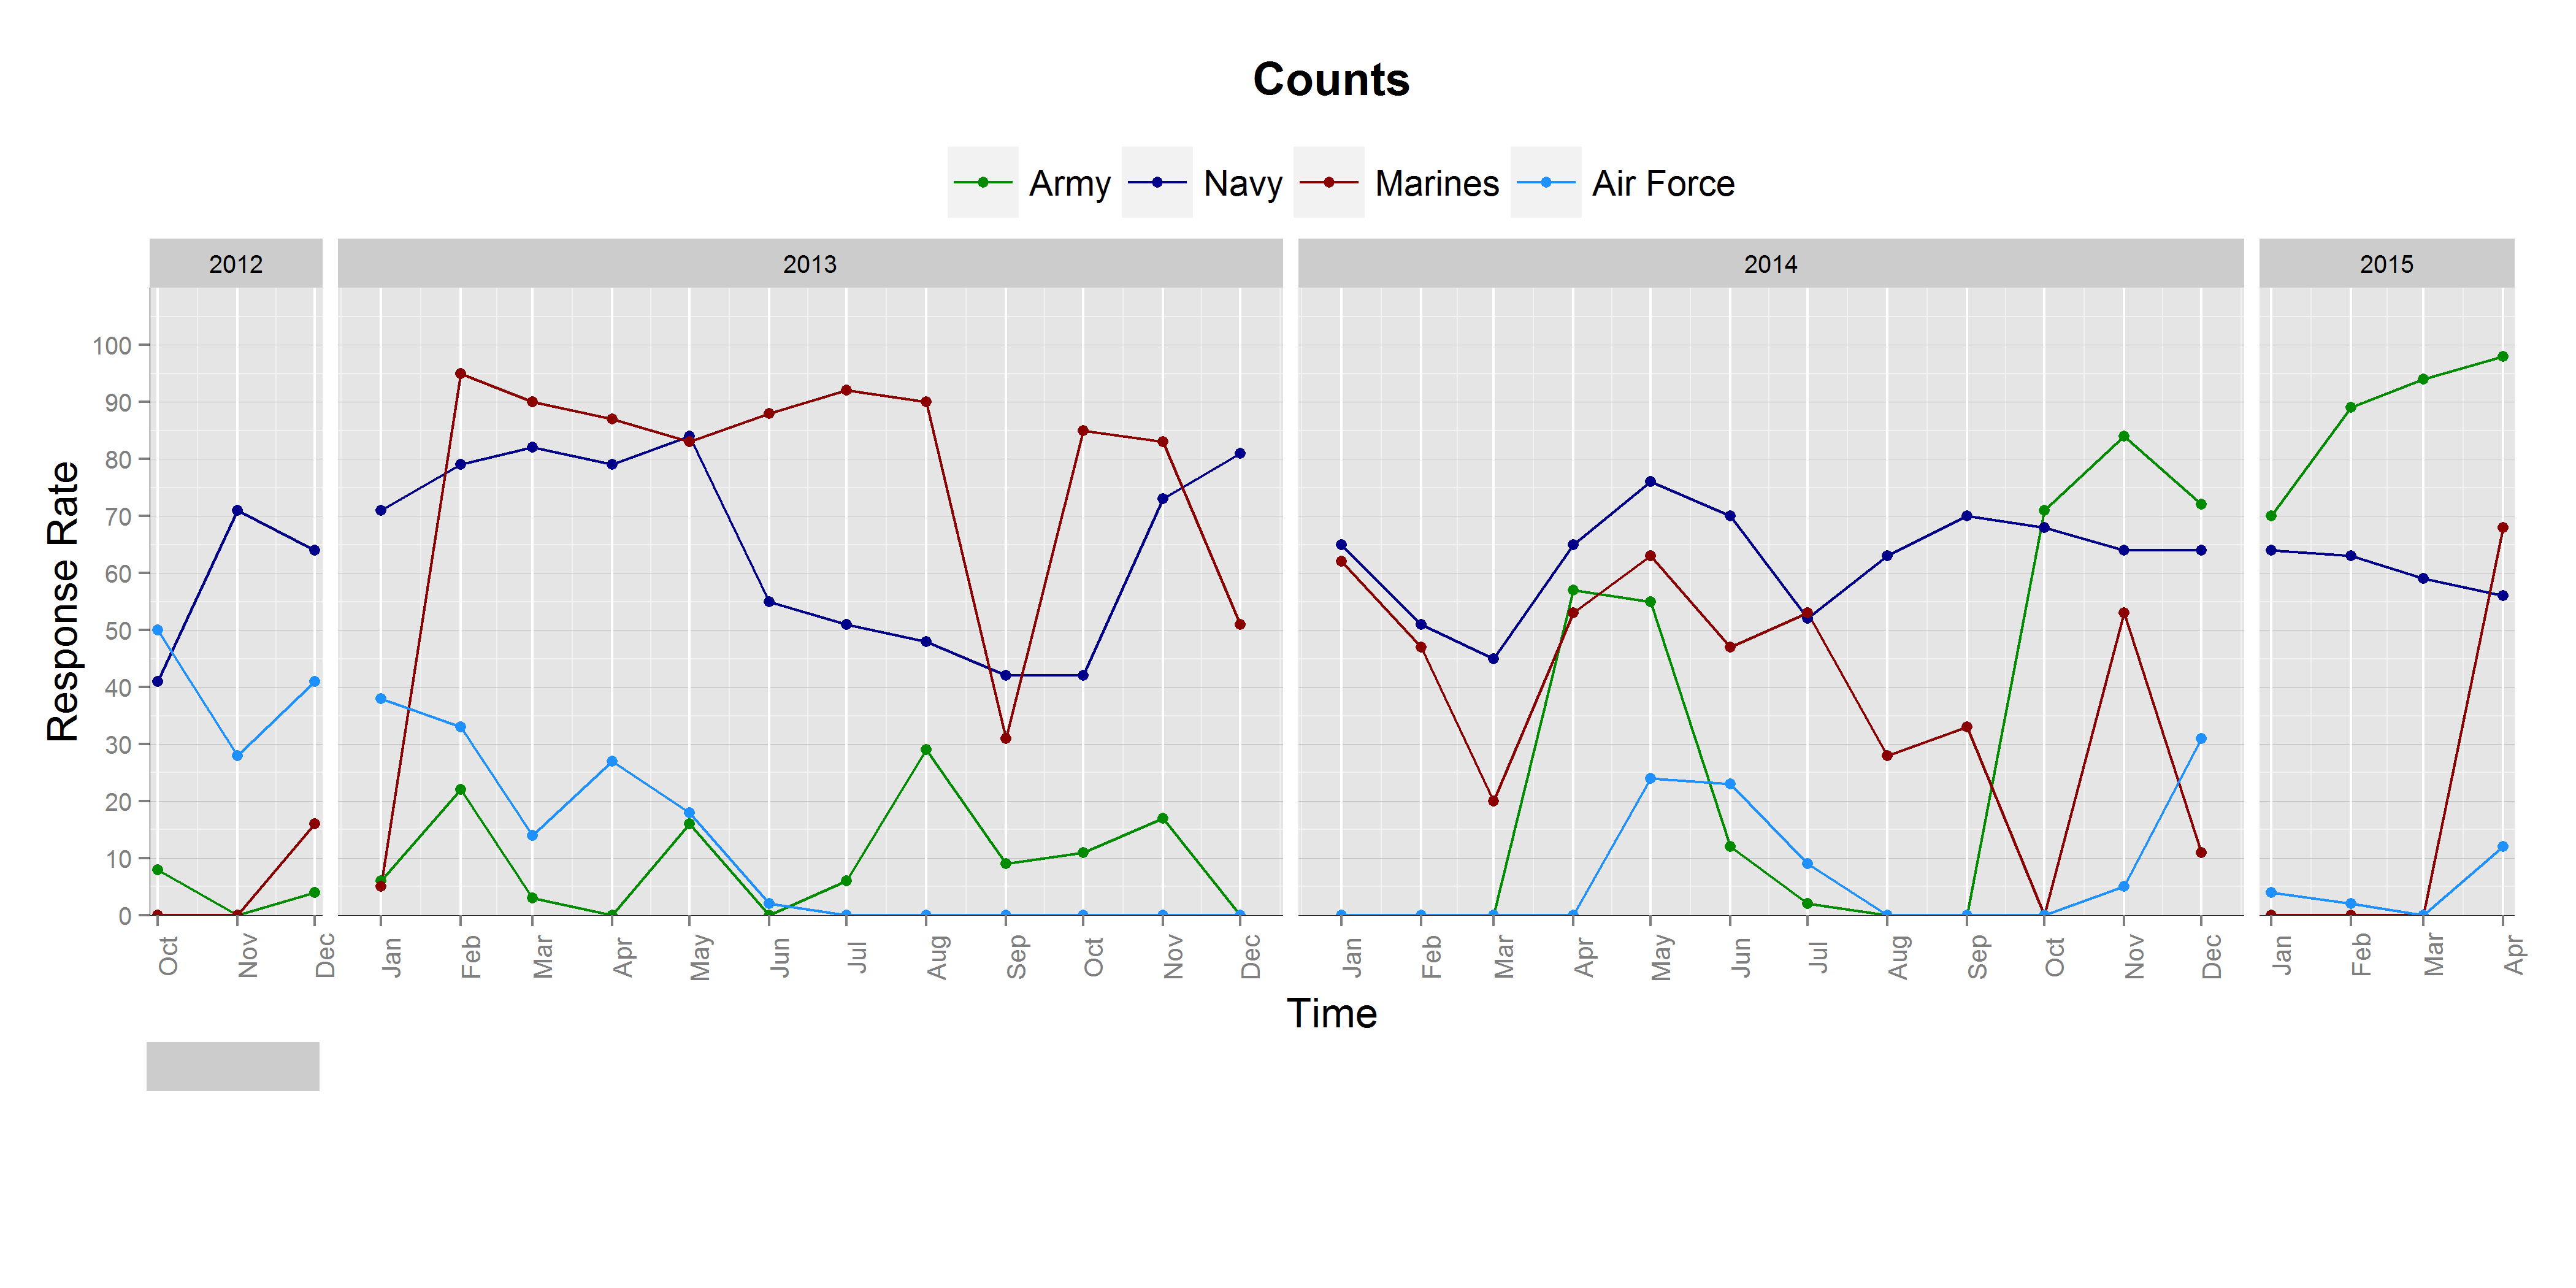 Counts
Army Navy Marines Air Force
2012 2013 2014 2015
Response Rate
100
90
80
70
60
50
40
30
20
10
0
Oct Nov Dec Jan Feb Mar Apr May Jun Jul Aug Sep Oct Nov Dec Jan Feb Mar Apr May Jun Jul Aug Sep Oct Nov Dec Jan Feb Mar Apr
Time